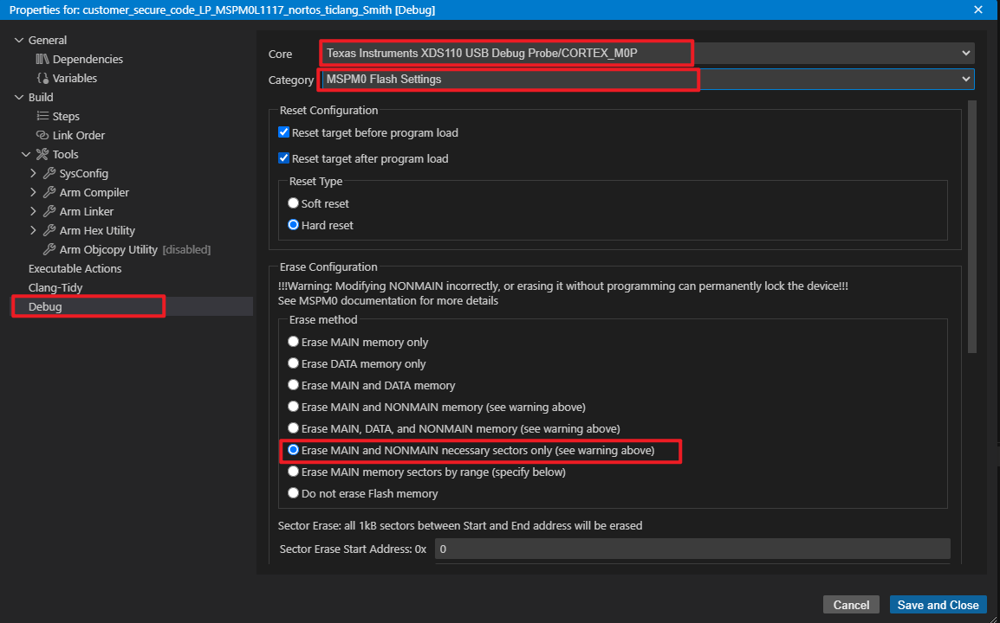 Properties for: customer_secure_code_LP_MSPM0L1117_nortos_ticlang_Smith [Debug]
General
Dependencies
Variables
Build
Steps
Link Order
Tools
SysConfig
Arm Compiler
Arm Linker
Arm Hex Utility
Arm Objcopy Utility [disabled]
Executable Actions
Clang-Tidy
Debug
Core
Texas Instruments XDS110 USB Debug Probe/CORTEX_M0P
Category
MSPM0 Flash Settings
Reset Configuration
Reset target before program load
Reset target after program load
Reset Type
Soft reset
Hard reset
Erase Configuration
!!!Warning: Modifying NONMAIN incorrectly, or erasing it without programming can permanently lock the device!!!
See MSPM0 documentation for more details
Erase method
Erase MAIN memory only
Erase DATA memory only
Erase MAIN and DATA memory
Erase MAIN and NONMAIN memory (see warning above)
Erase MAIN, DATA, and NONMAIN memory (see warning above)
Erase MAIN and NONMAIN necessary sectors only (see warning above)
Erase MAIN memory sectors by range (specify below)
Do not erase Flash memory
Sector Erase: all 1kB sectors between Start and End address will be erased
Sector Erase Start Address: 0x 0
Cancel
Save and Close